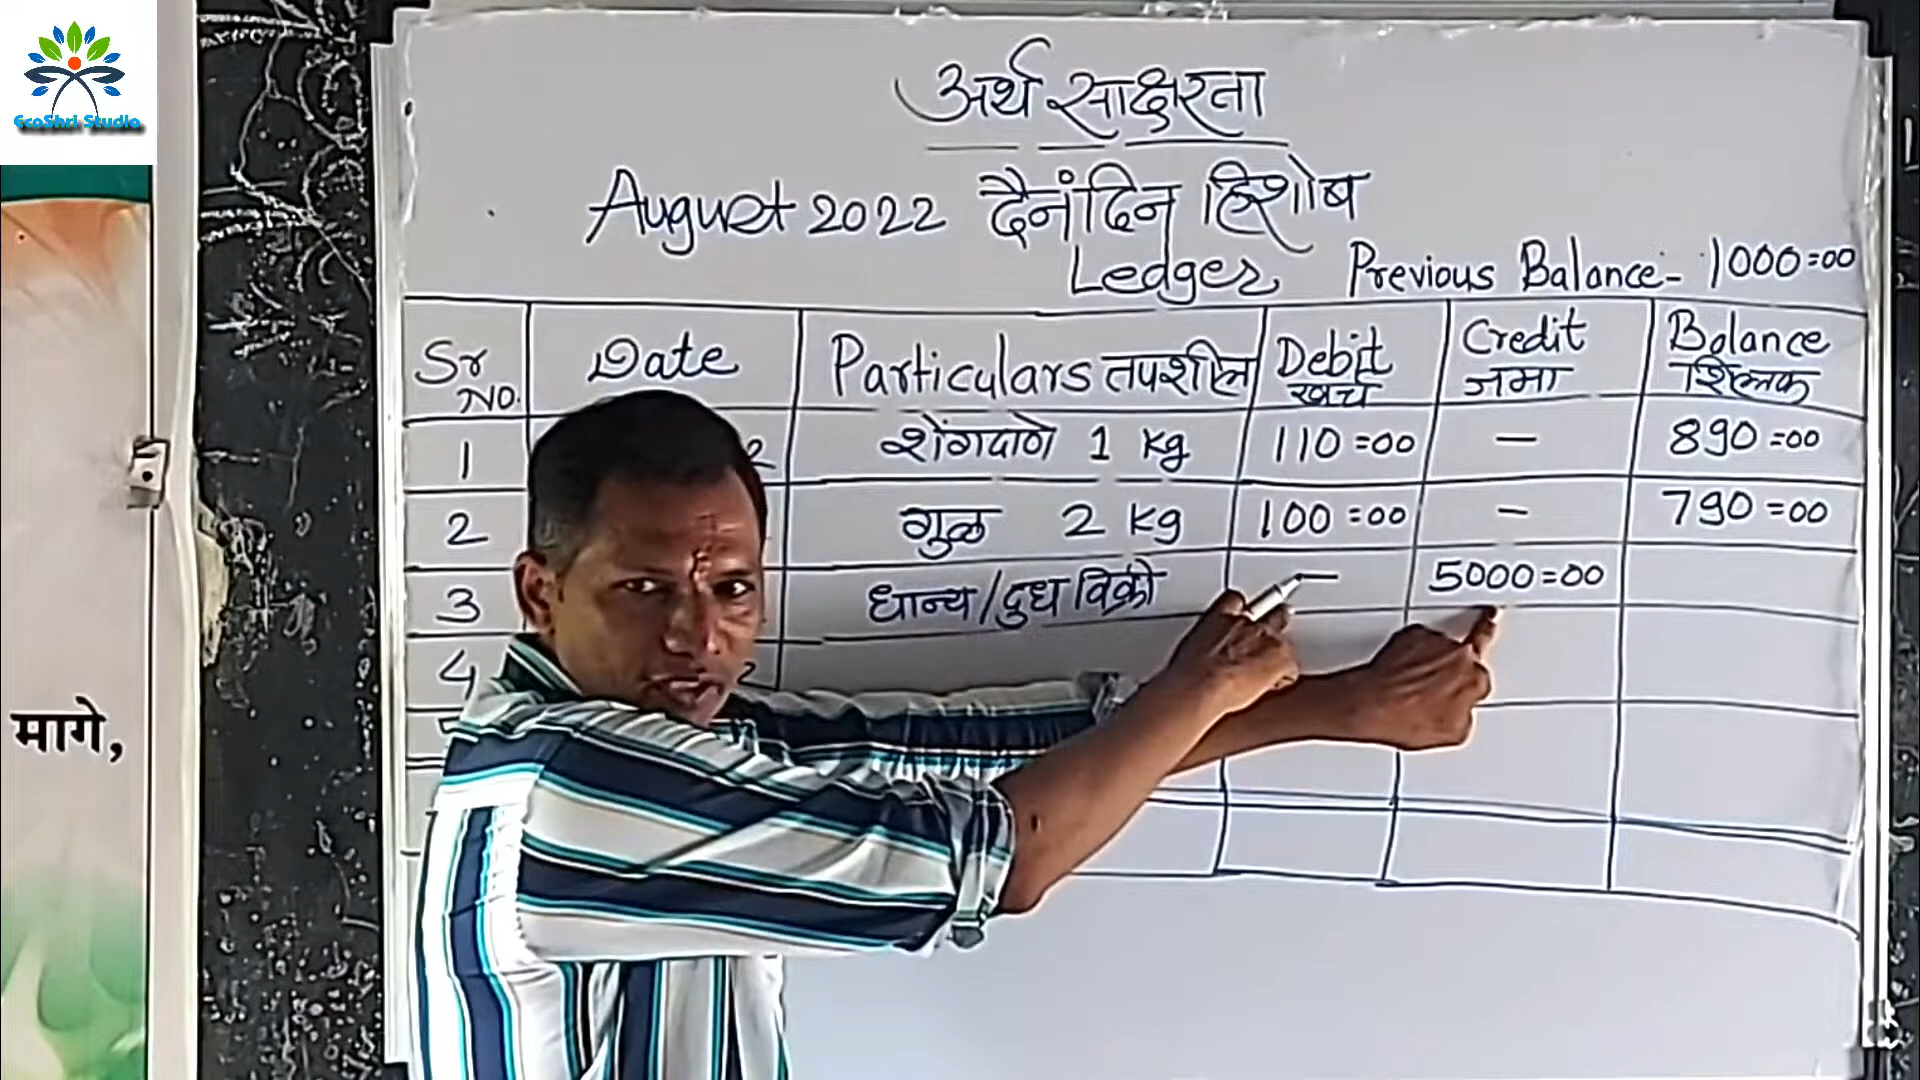 EcoShri Studio
मागे,
अर्थ साक्षरता
August 2022 दैनंदिन हिशोब
Ledger Previous Balance- 1000=00
Sr No. Date Particulars तपशील Debit खर्च Credit जमा Balance शिल्लक
1 2 शेंगदाणे 1 Kg 110=00 — 890=00
2 गुळ 2 Kg 100=00 - 790=00
3 धान्य/दुध विक्री — 5000=00
4 2